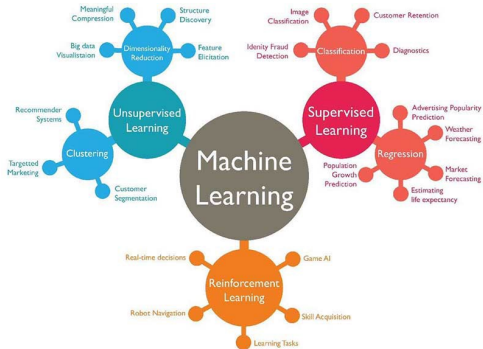 Meaningful
Compression
Structure
Discovery
Big data
Visualistaion
Dimensionality
Reduction
Feature
Elicitation
Unsupervised
Learning
Recommender
Systems
Clustering
Targetted
Marketing
Customer
Segmentation
Machine
Learning
Image
Classification
Customer Retention
Idenity Fraud
Detection
Classification
Diagnostics
Supervised
Learning
Advertising Popularity
Prediction
Weather
Forecasting
Regression
Population
Growth
Prediction
Market
Forecasting
Estimating
life expectancy
Real-time decisions
Game AI
Reinforcement
Learning
Robot Navigation
Skill Acquisition
Learning Tasks